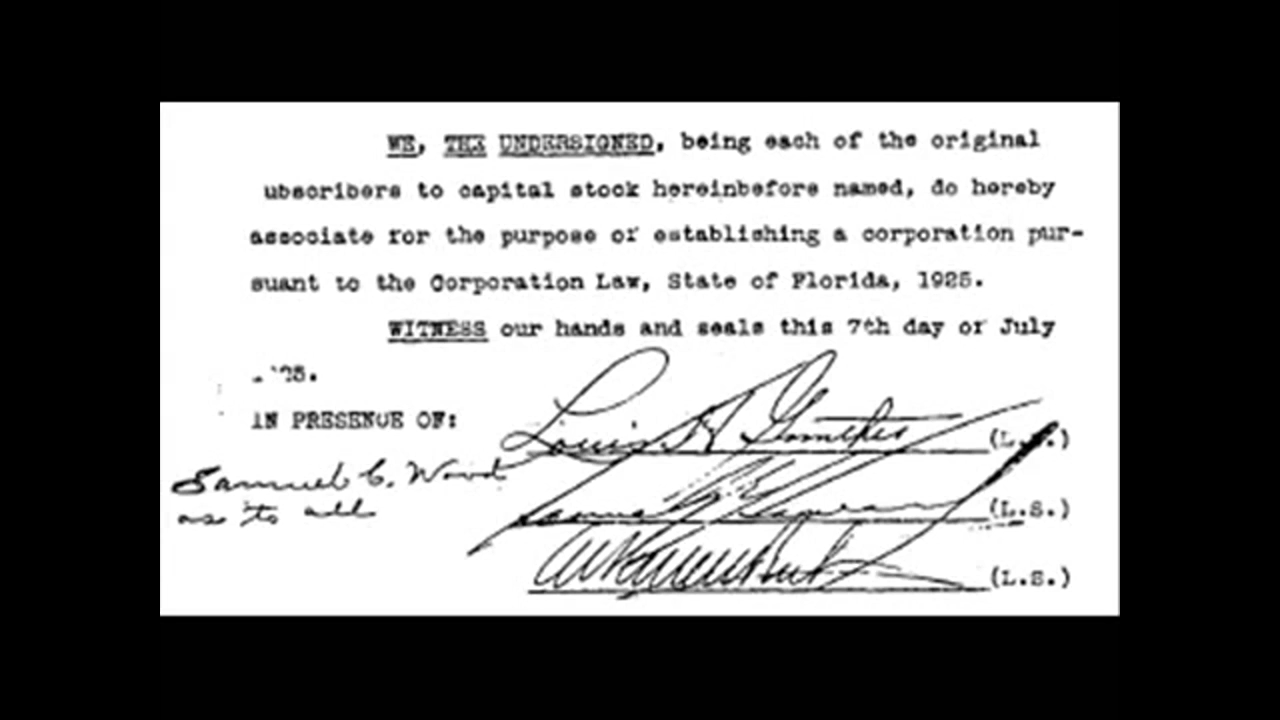 WE, THE UNDERSIGNED, being each of the original
ubscribers to capital stock hereinbefore named, do hereby
associate for the purpose of establishing a corporation pur-
suant to the Corporation Law, State of Florida, 1925.
WITNESS our hands and seals this 7th day of July
25.
IN PRESENCE OF:
Louis A (L.S.)
Samuel C. Wood
as to all
(L.S.)
(L.S.)